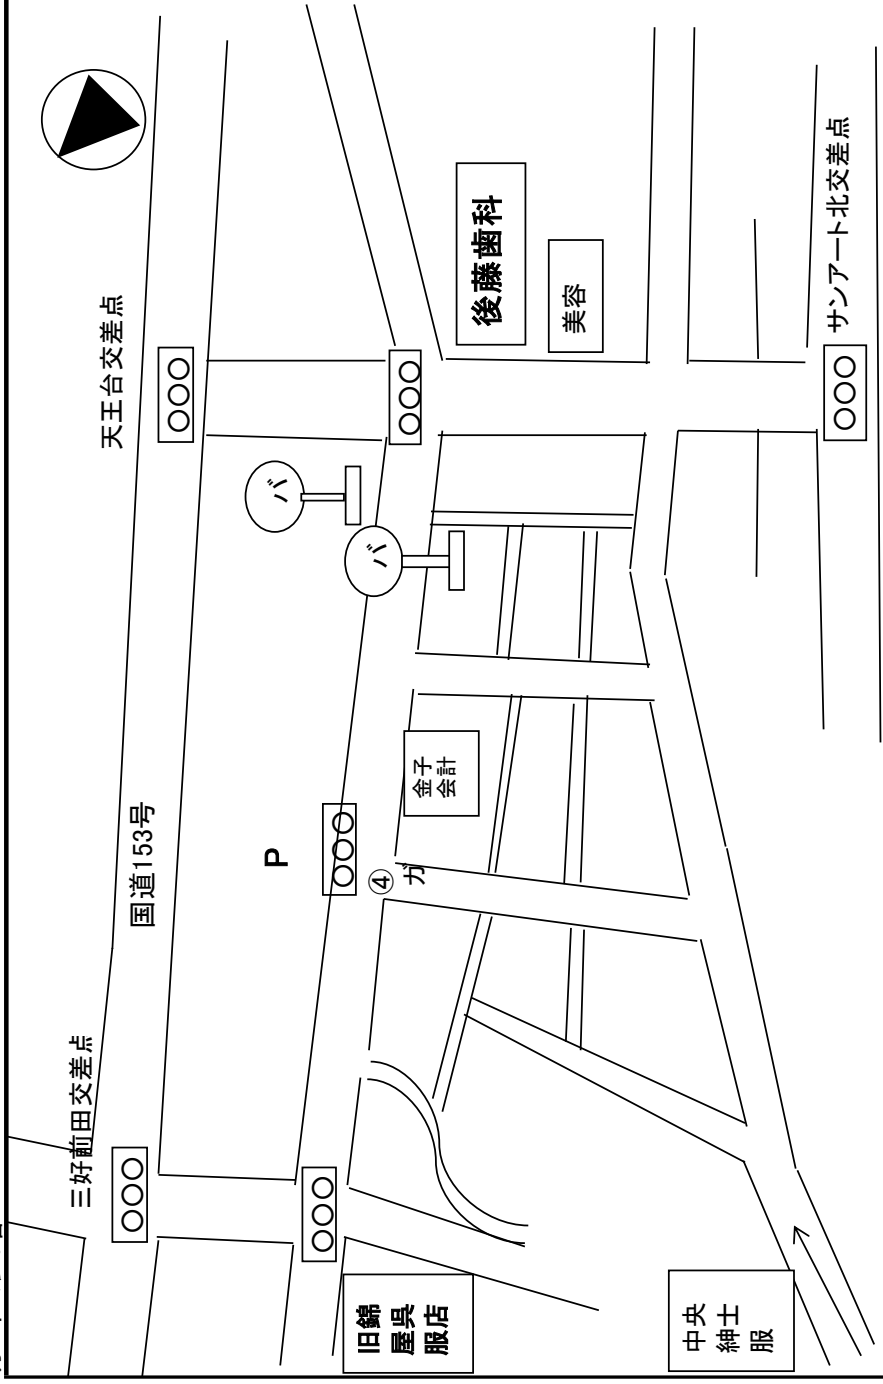 三好前田交差点
天王台交差点
国道153号
P
バ
バ
④
ガ
旧錦
屋呉
服店
金子
会計
後藤歯科
美容
中央
紳士
服
サンアート北交差点